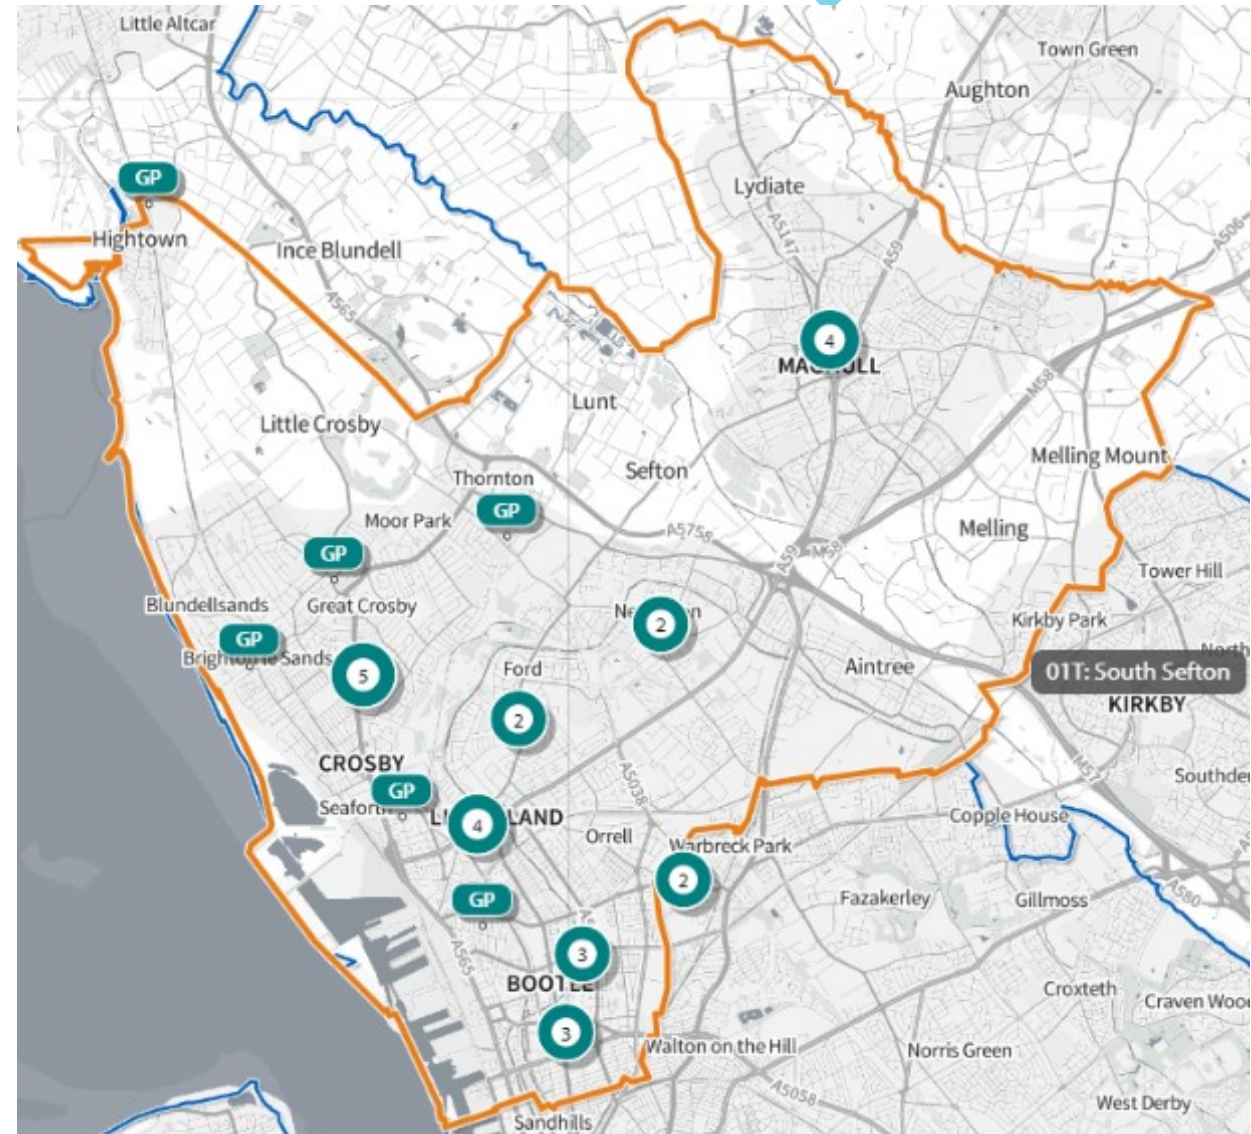 Little Altcar
Town Green
Aughton
Lydiate
GP
Hightown
Ince Blundell
A5147
A59
A506
A565
4
M58
Little Crosby
Lunt
Sefton
Melling Mount
Thornton
GP
Moor Park
A5758
Melling
GP
A59
M58
Tower Hill
Blundellsands
Great Crosby
2
Kirkby Park
GP
5
Ford
Aintree
01T: South Sefton
KIRKBY
2
CROSBY
A5038
M57
Southde
GP
Seaforth
4
Orrell
Copple House
Warbreck Park
2
GP
Fazakerley
Gillmoss
A580
A565
3
BOOTLE
Croxteth
Craven Wood
3
Walton on the Hill
Norris Green
A5058
West Derby
Sandhills